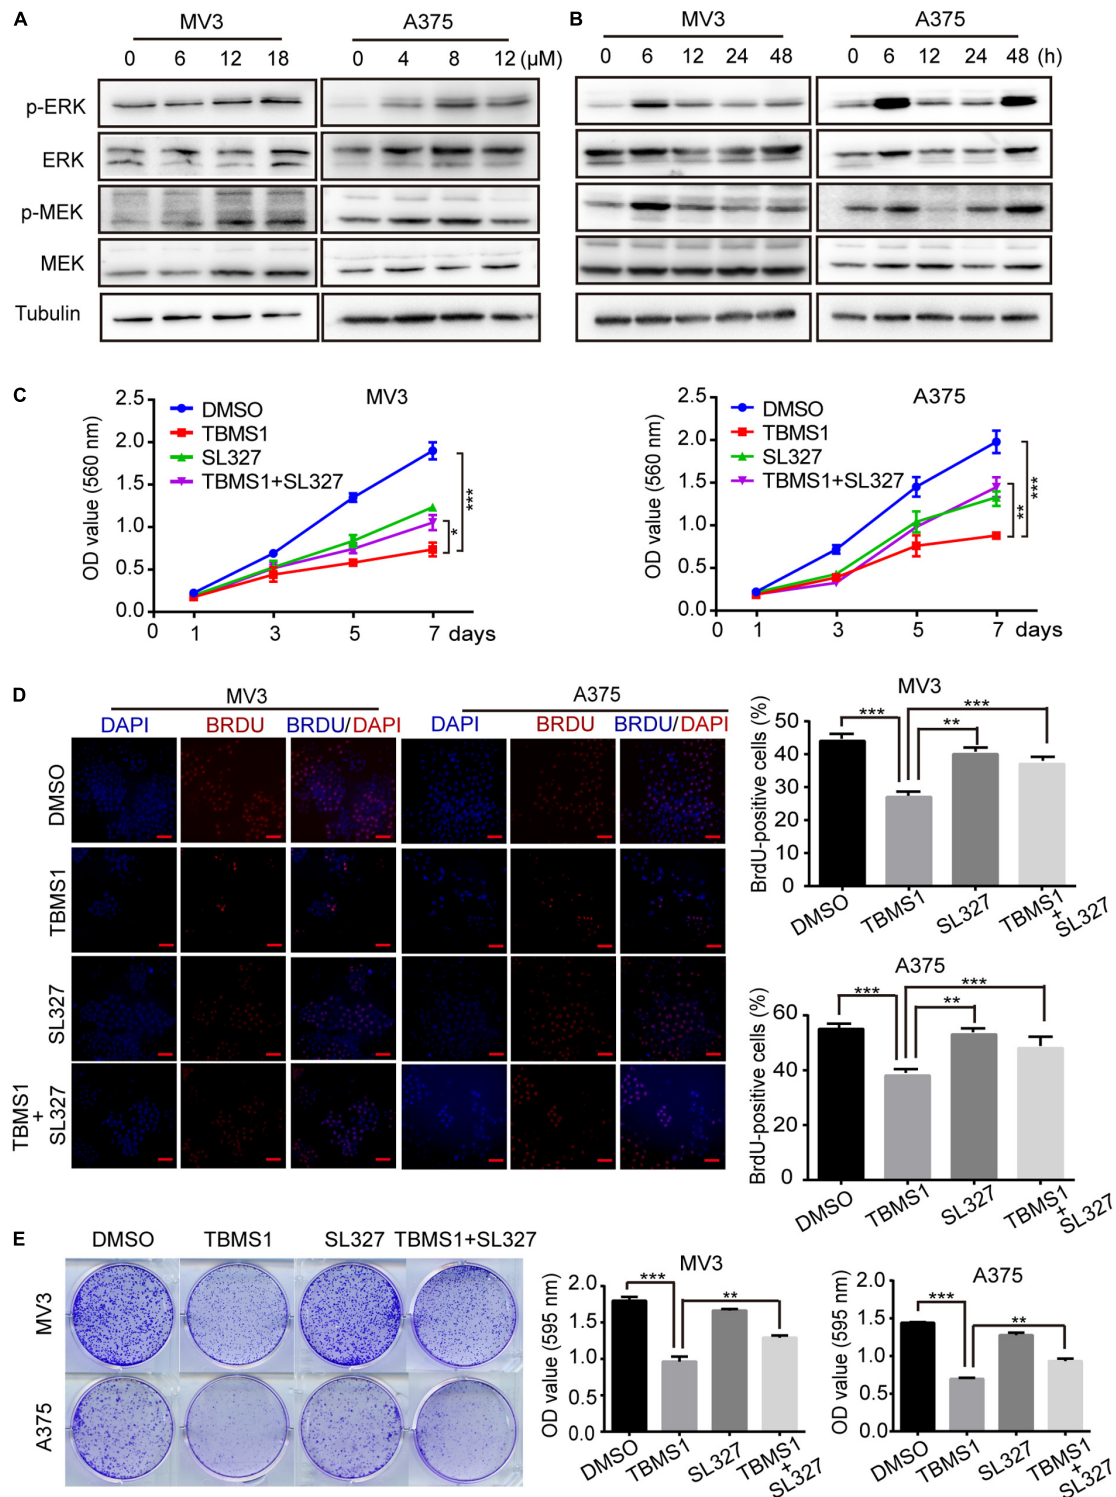 A
MV3
A375
0 6 12 18
0 4 8 12 (μM)
p-ERK
ERK
p-MEK
MEK
Tubulin
B
MV3
A375
0 6 12 24 48
0 6 12 24 48 (h)
C
MV3
OD value (560 nm)
2.5
2.0
1.5
1.0
0.5
0.0
DMSO
TBMS1
SL327
TBMS1+SL327
***
*
0 1 3 5 7 days
A375
OD value (560 nm)
2.5
2.0
1.5
1.0
0.5
0.0
DMSO
TBMS1
SL327
TBMS1+SL327
***
**
0 1 3 5 7 days
D
MV3
A375
DAPI BRDU BRDU/DAPI DAPI BRDU BRDU/DAPI
DMSO
TBMS1
SL327
TBMS1
+
SL327
MV3
BrdU-positive cells (%)
50
40
30
20
10
0
*** ***
**
DMSO TBMS1 SL327 TBMS1
+SL327
A375
BrdU-positive cells (%)
60
40
20
0
*** ***
**
DMSO TBMS1 SL327 TBMS1
+SL327
E
DMSO TBMS1 SL327 TBMS1+SL327
MV3
A375
MV3
OD value (595 nm)
2.0
1.5
1.0
1.5
0.0
*** **
DMSO TBMS1 SL327 TBMS1
+SL327
A375
OD value (595 nm)
2.0
1.5
1.0
0.5
0.0
*** **
DMSO TBMS1 SL327 TBMS1
+SL327